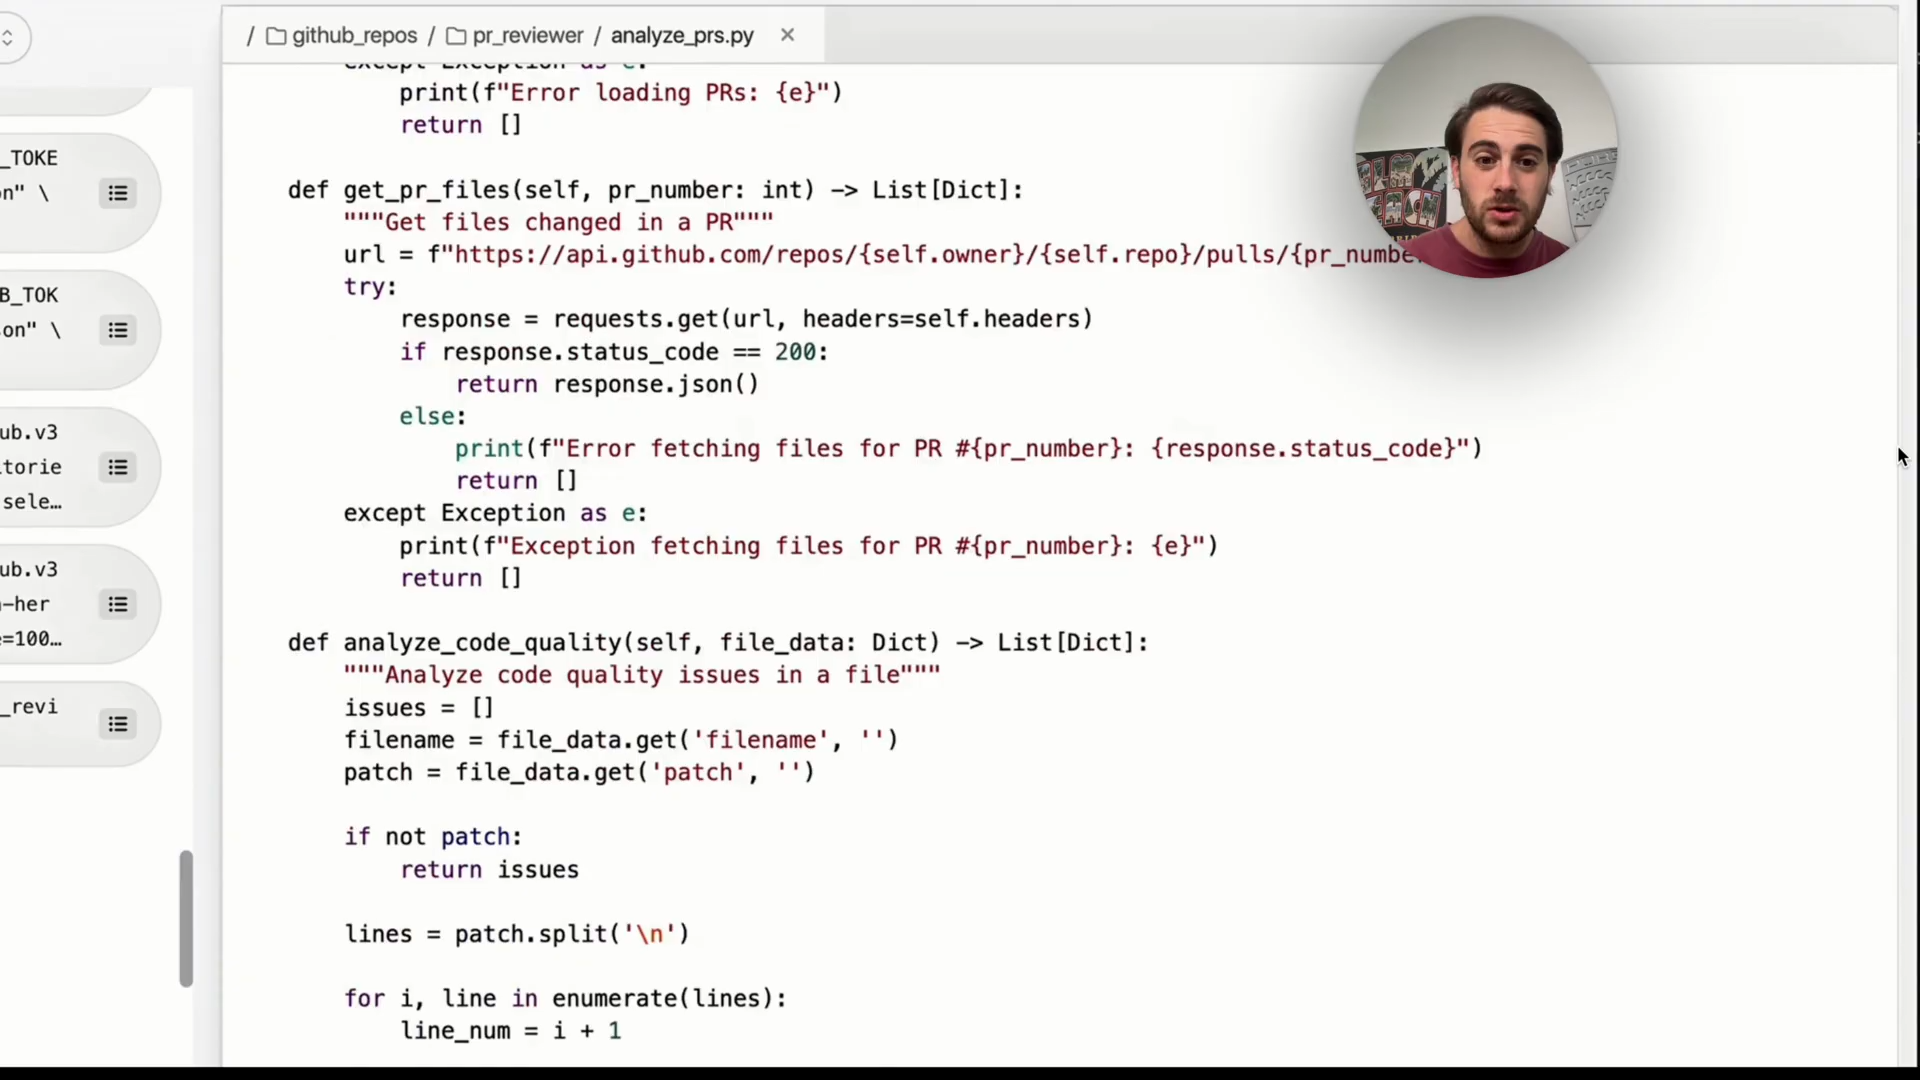 / github_repos / pr_reviewer / analyze_prs.py
except Exception as e:
print(f"Error loading PRs: {e}")
return []
def get_pr_files(self, pr_number: int) -> List[Dict]:
"""Get files changed in a PR"""
url = f"https://api.github.com/repos/{self.owner}/{self.repo}/pulls/{pr_number
try:
response = requests.get(url, headers=self.headers)
if response.status_code == 200:
return response.json()
else:
print(f"Error fetching files for PR #{pr_number}: {response.status_code}")
return []
except Exception as e:
print(f"Exception fetching files for PR #{pr_number}: {e}")
return []
def analyze_code_quality(self, file_data: Dict) -> List[Dict]:
"""Analyze code quality issues in a file"""
issues = []
filename = file_data.get('filename', '')
patch = file_data.get('patch', '')
if not patch:
return issues
lines = patch.split('\n')
for i, line in enumerate(lines):
line_num = i + 1
_TOKE
on" \
B_TOK
son" \
ub.v3
itorie
sele…
ub.v3
-her
=100…
_revi